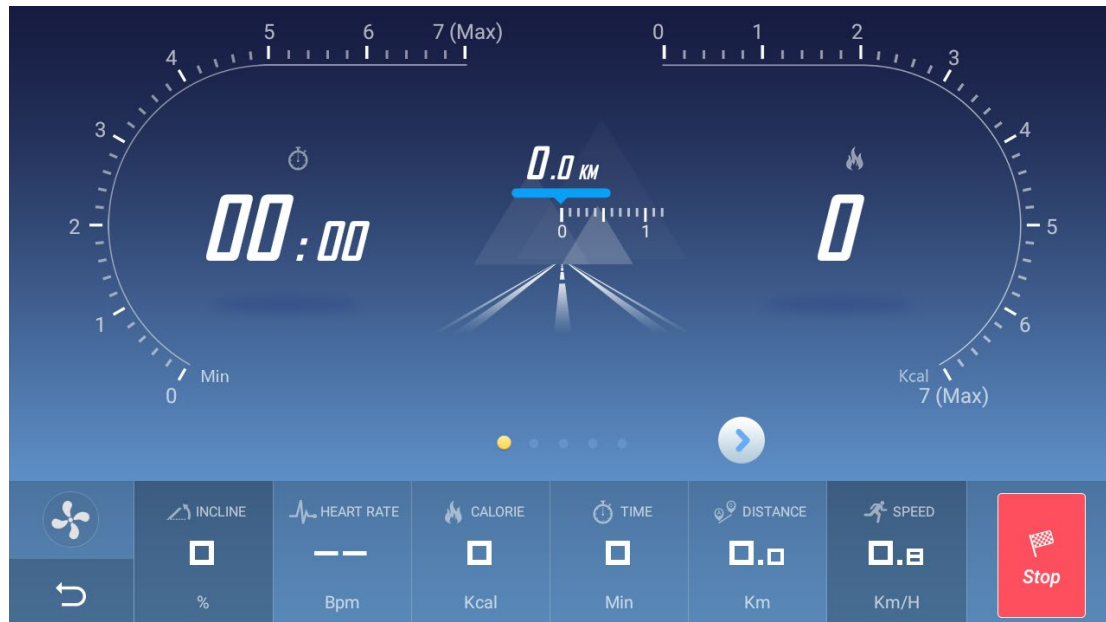 5 6 7 (Max)
4
3
2
1
0
Min
00:00
0.0 KM
0 1
0 1 2
3
4
5
6
7 (Max)
Kcal
0
INCLINE
0
%
HEART RATE
--
Bpm
CALORIE
0
Kcal
TIME
0
Min
DISTANCE
0.0
Km
SPEED
0.8
Km/H
Stop